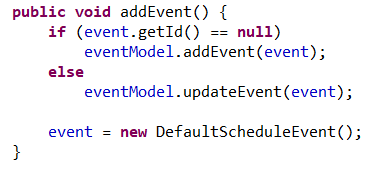 public void addEvent() {
    if (event.getId() == null)
        eventModel.addEvent(event);
    else
        eventModel.updateEvent(event);

    event = new DefaultScheduleEvent();
}